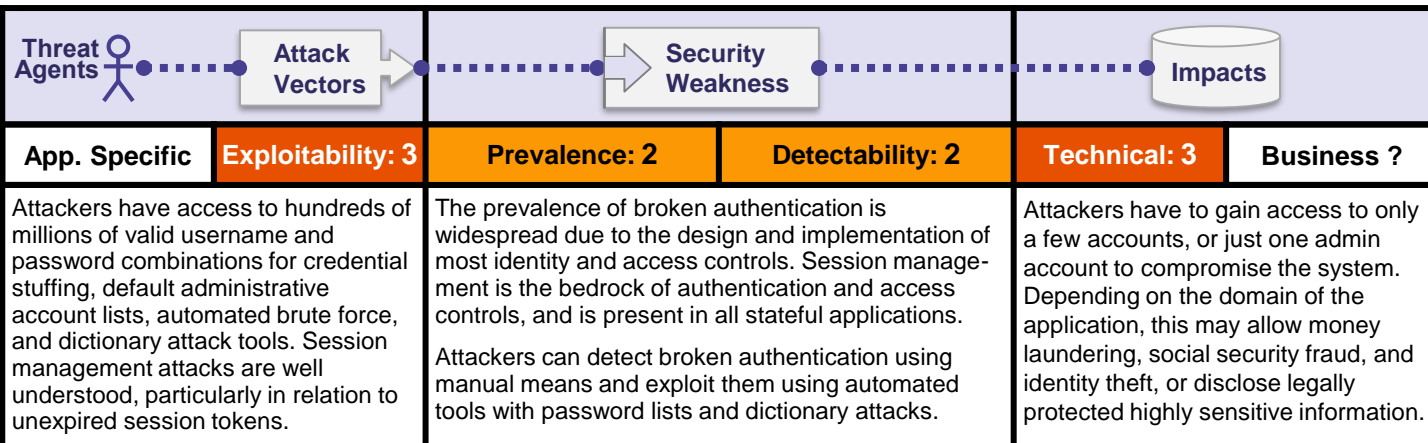 Threat
Agents
Attack
Vectors
Security
Weakness
Impacts
App. Specific
Exploitability: 3
Prevalence: 2
Detectability: 2
Technical: 3
Business ?
Attackers have access to hundreds of
millions of valid username and
password combinations for credential
stuffing, default administrative
account lists, automated brute force,
and dictionary attack tools. Session
management attacks are well
understood, particularly in relation to
unexpired session tokens.
The prevalence of broken authentication is
widespread due to the design and implementation of
most identity and access controls. Session manage-
ment is the bedrock of authentication and access
controls, and is present in all stateful applications.
Attackers can detect broken authentication using
manual means and exploit them using automated
tools with password lists and dictionary attacks.
Attackers have to gain access to only
a few accounts, or just one admin
account to compromise the system.
Depending on the domain of the
application, this may allow money
laundering, social security fraud, and
identity theft, or disclose legally
protected highly sensitive information.